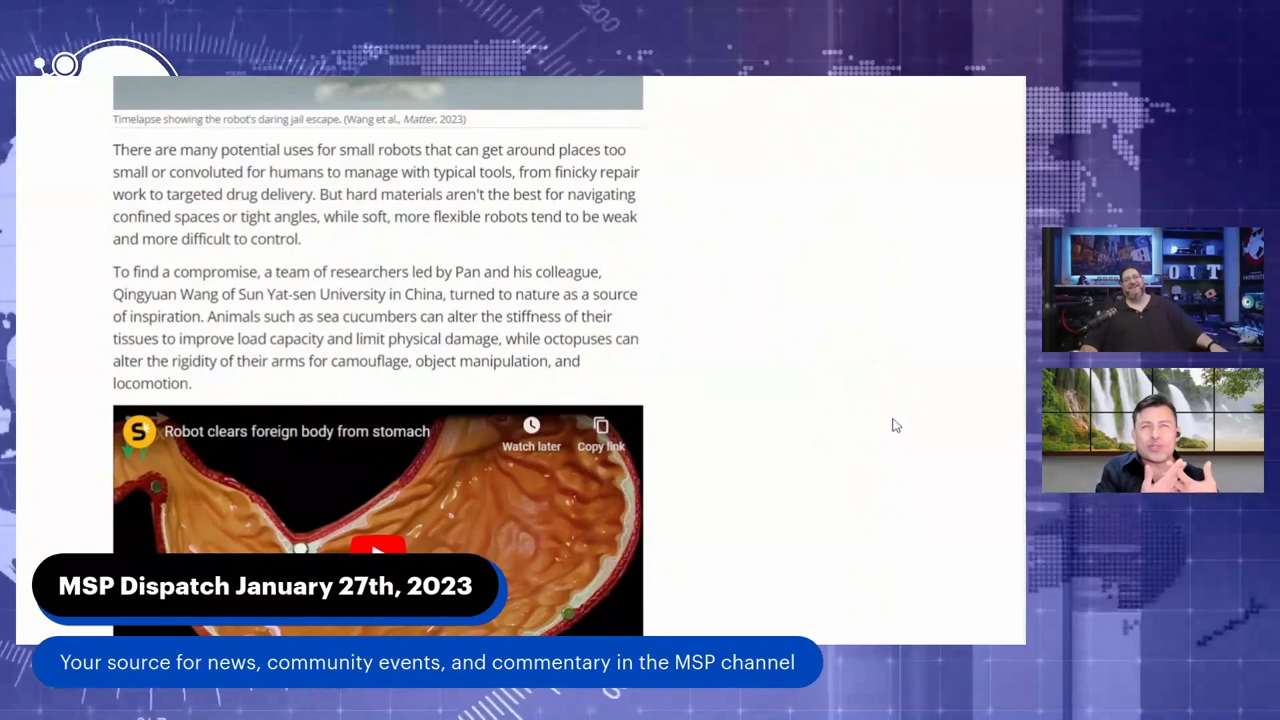 200
Timelapse showing the robot's daring jail escape. (Wang et al., Matter, 2023)
There are many potential uses for small robots that can get around places too
small or convoluted for humans to manage with typical tools, from finicky repair
work to targeted drug delivery. But hard materials aren't the best for navigating
confined spaces or tight angles, while soft, more flexible robots tend to be weak
and more difficult to control.
To find a compromise, a team of researchers led by Pan and his colleague,
Qingyuan Wang of Sun Yat-sen University in China, turned to nature as a source
of inspiration. Animals such as sea cucumbers can alter the stiffness of their
tissues to improve load capacity and limit physical damage, while octopuses can
alter the rigidity of their arms for camouflage, object manipulation, and
locomotion.
S
Robot clears foreign body from stomach
Watch later
Copy link
OIT
MSP Dispatch January 27th, 2023
Your source for news, community events, and commentary in the MSP channel